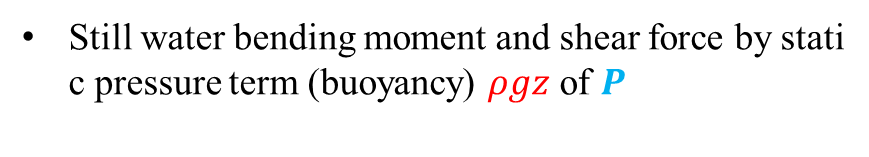 • Still water bending moment and shear force by stati
c pressure term (buoyancy) ρgz of P